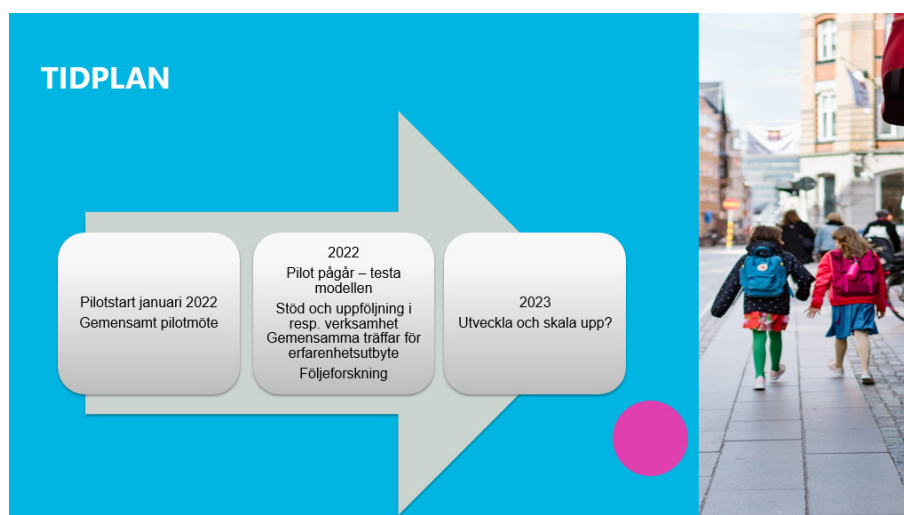 TIDPLAN
Pilotstart januari 2022
Gemensamt pilotmöte
2022
Pilot pågår – testa
modellen
Stöd och uppföljning i
resp. verksamhet
Gemensamma träffar för
erfarenhetsutbyte
Följeforskning
2023
Utveckla och skala upp?